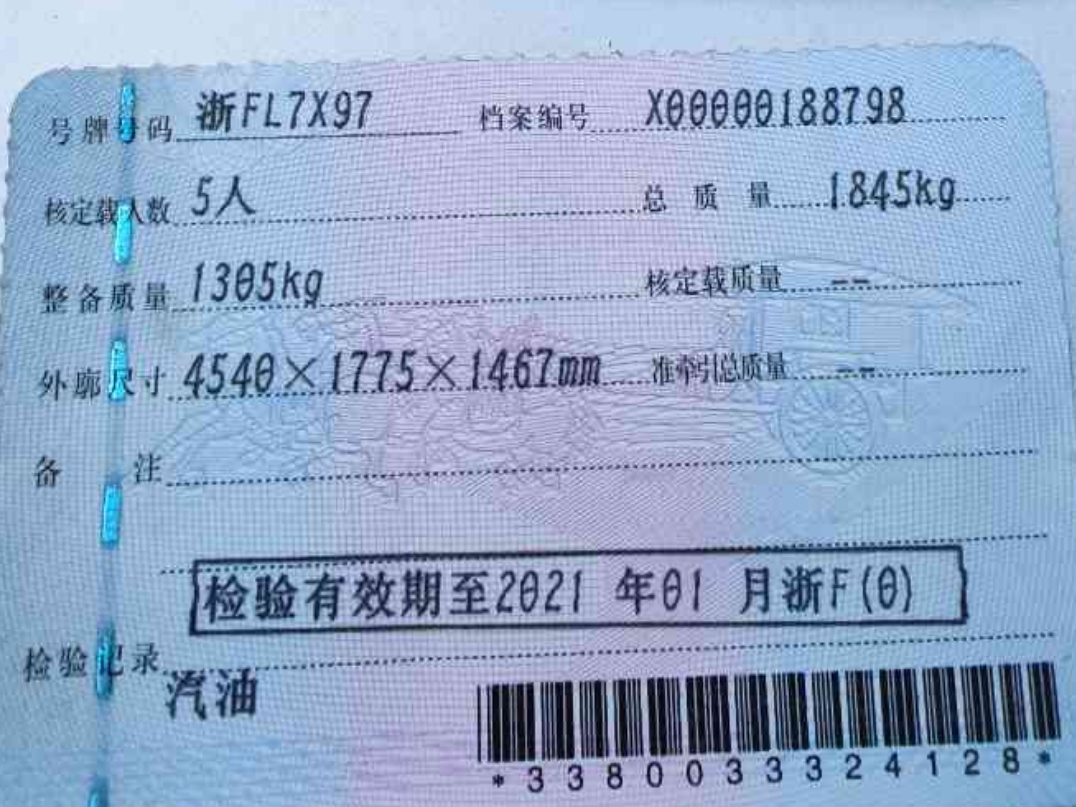 号牌号码 浙FL7X97 档案编号 X00000188798
核定载人数 5人 总质量 1845kg
整备质量 1305kg 核定载质量 --
外廓尺寸 4540×1775×1467mm 准牵引总质量 --
备注
检验有效期至2021 年01 月浙F(0)
检验记录
汽油
*3380033324128*